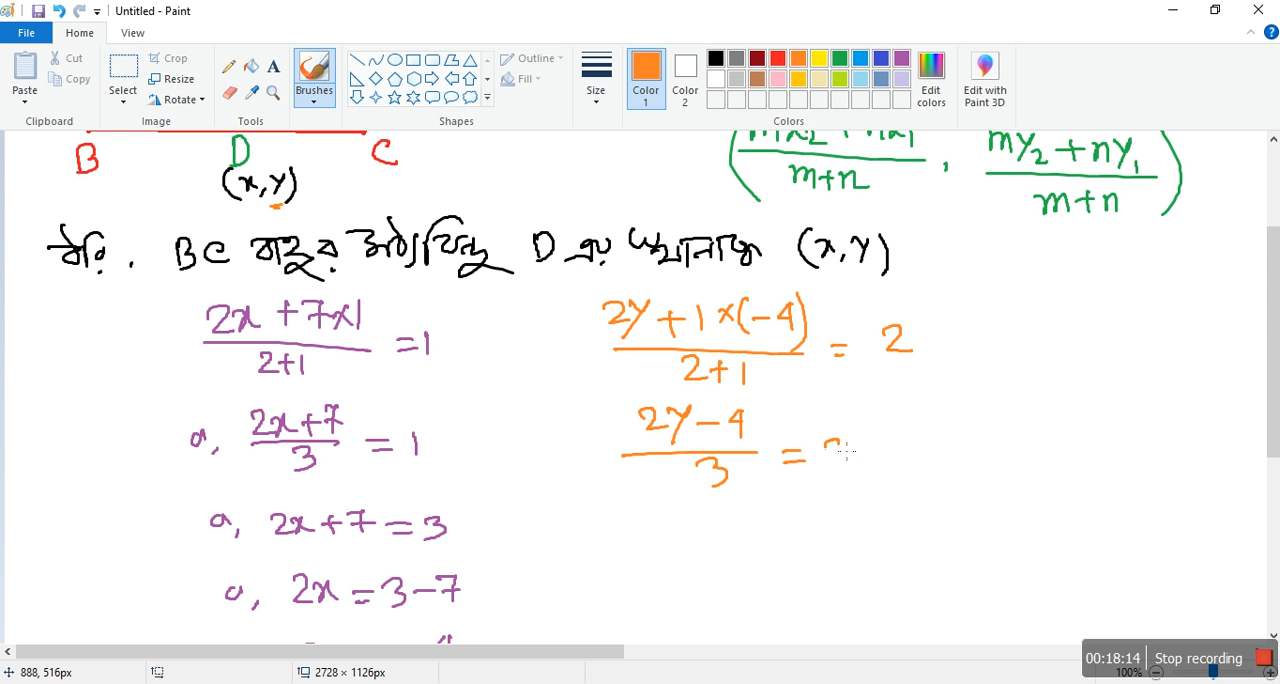 Untitled - Paint
File Home View
Paste Cut Copy Select Crop Resize Rotate Brushes Outline Fill Size Color 1 Color 2 Edit colors Edit with Paint 3D
Clipboard Image Tools Shapes Colors
B D C
(x, y)
(mx₂ + nx₁ / m+n , my₂ + ny₁ / m+n)
ধরি, BC বাহুর মধ্যবিন্দু D এর স্থানাঙ্ক (x, y)
(2x + 7×1) / (2+1) = 1
(2y + 1×(-4)) / (2+1) = 2
বা, (2x+7) / 3 = 1
(2y-4) / 3 =
বা, 2x+7 = 3
বা, 2x = 3-7
00:18:14 Stop recording
888, 516px 2728 × 1126px 100%